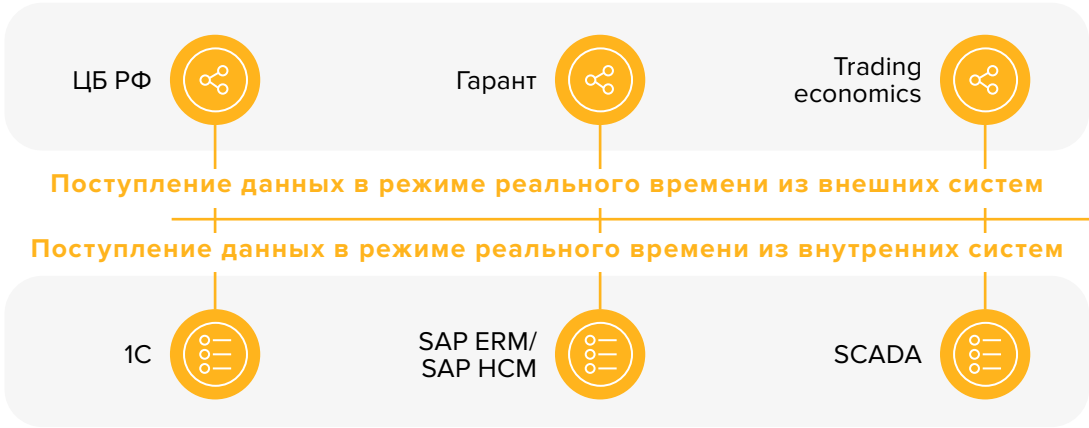 ЦБ РФ
Гарант
Trading
economics
Поступление данных в режиме реального времени из внешних систем
Поступление данных в режиме реального времени из внутренних систем
1С
SAP ERM/
SAP HCM
SCADA